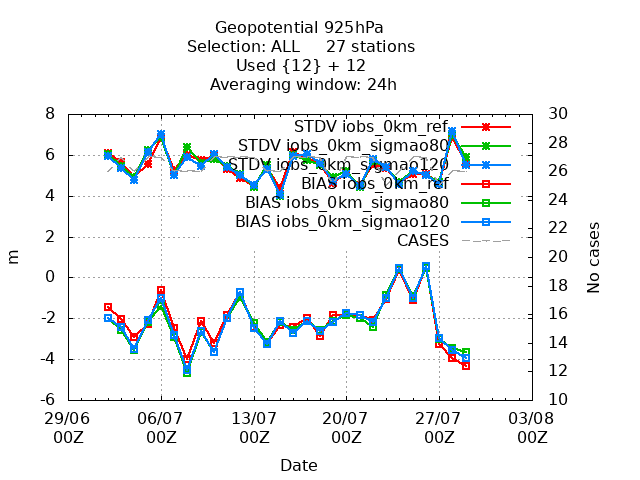 Geopotential 925hPa
Selection: ALL     27 stations
Used {12} + 12
Averaging window: 24h
8
6
4
2
0
-2
-4
-6
m
30
28
26
24
22
20
18
16
14
12
10
No cases
STDV iobs_0km_ref
STDV iobs_0km_sigmao80
STDV iobs_0km_sigmao120
BIAS iobs_0km_ref
BIAS iobs_0km_sigmao80
BIAS iobs_0km_sigmao120
CASES
29/06 06/07 13/07 20/07 27/07 03/08
00Z 00Z 00Z 00Z 00Z 00Z
Date